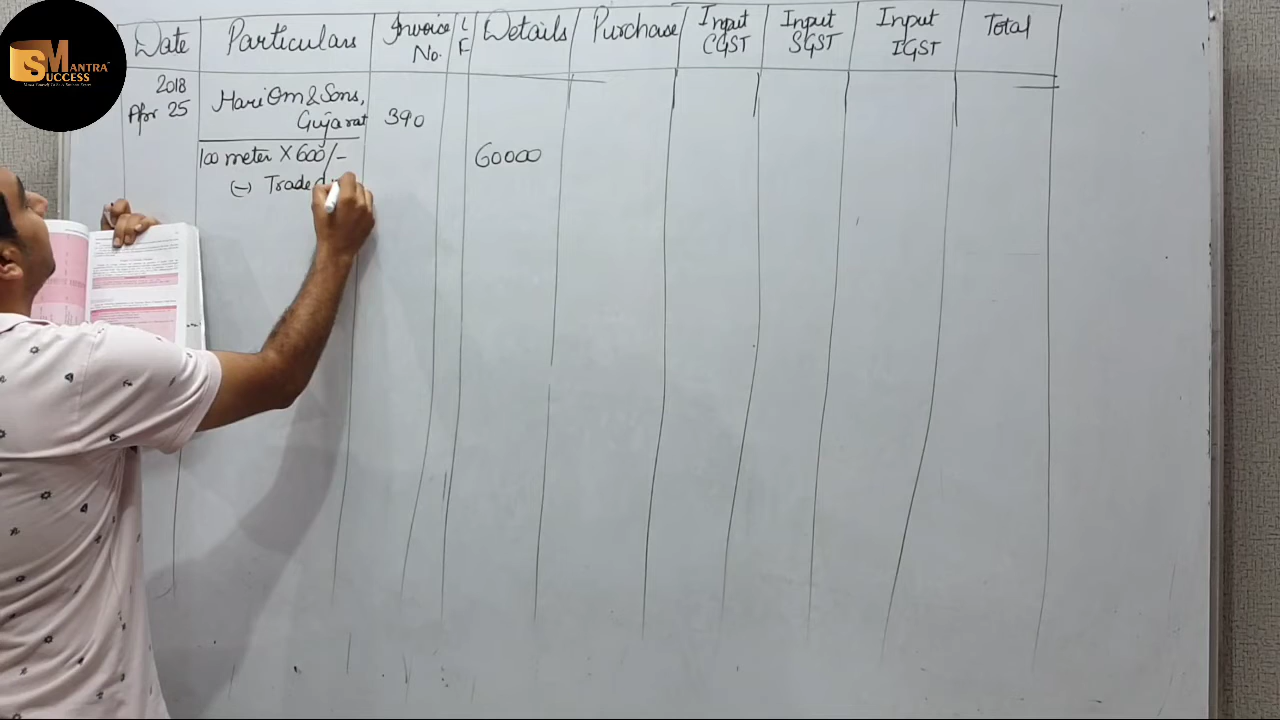 SM MANTRA
SUCCESS
Date Particulars Invoice No. L F Details Purchase Input CGST Input SGST Input IGST Total
2018
Apr 25 Hari Om & Sons,
Gujarat 390
100 meter X 600/- 60000
(-) Trade